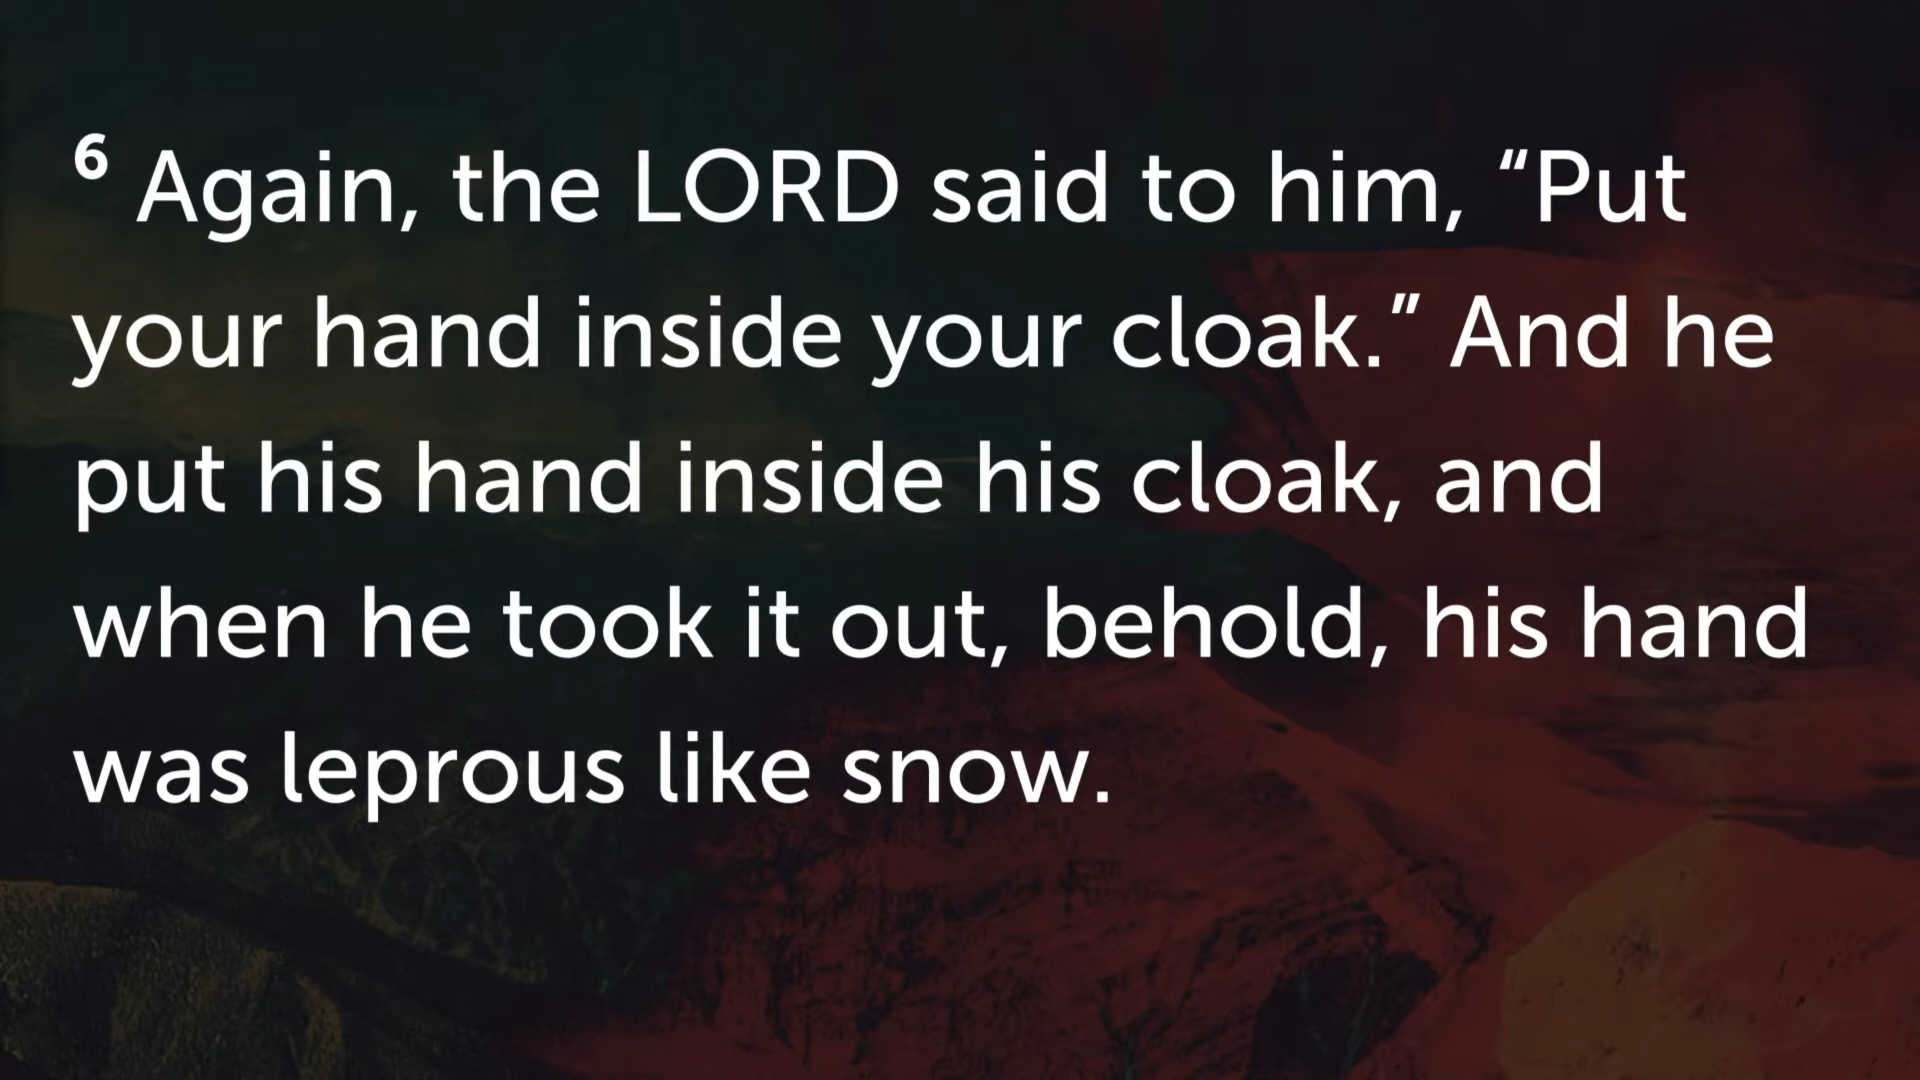 6 Again, the LORD said to him, “Put
your hand inside your cloak.” And he
put his hand inside his cloak, and
when he took it out, behold, his hand
was leprous like snow.